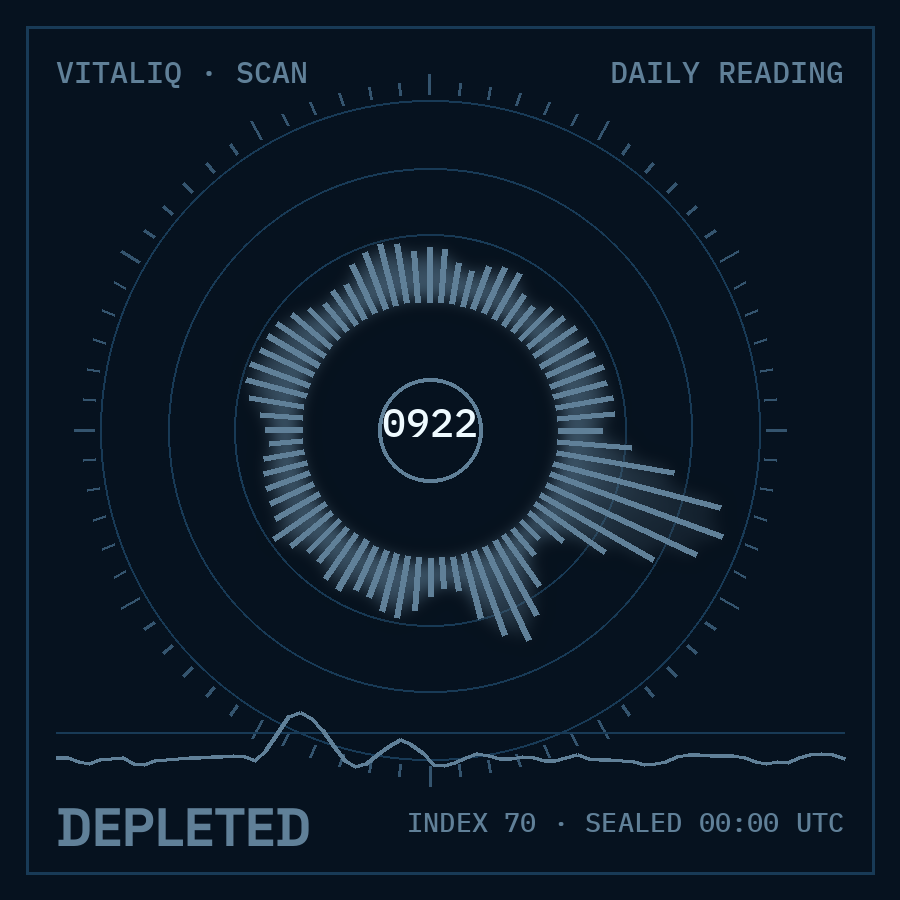 VITALIQ · SCAN
DAILY READING
0922
DEPLETED
INDEX 70 · SEALED 00:00 UTC